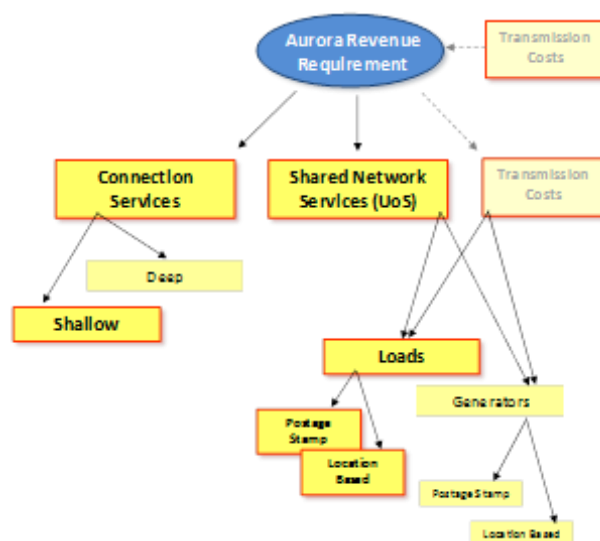 Aurora Revenue
Requirement
Transmission
Costs
Connection
Services
Shared Network
Services (UoS)
Transmission
Costs
Deep
Shallow
Loads
Generators
Postage
Stamp
Location
Based
Postage Stamp
Location Based